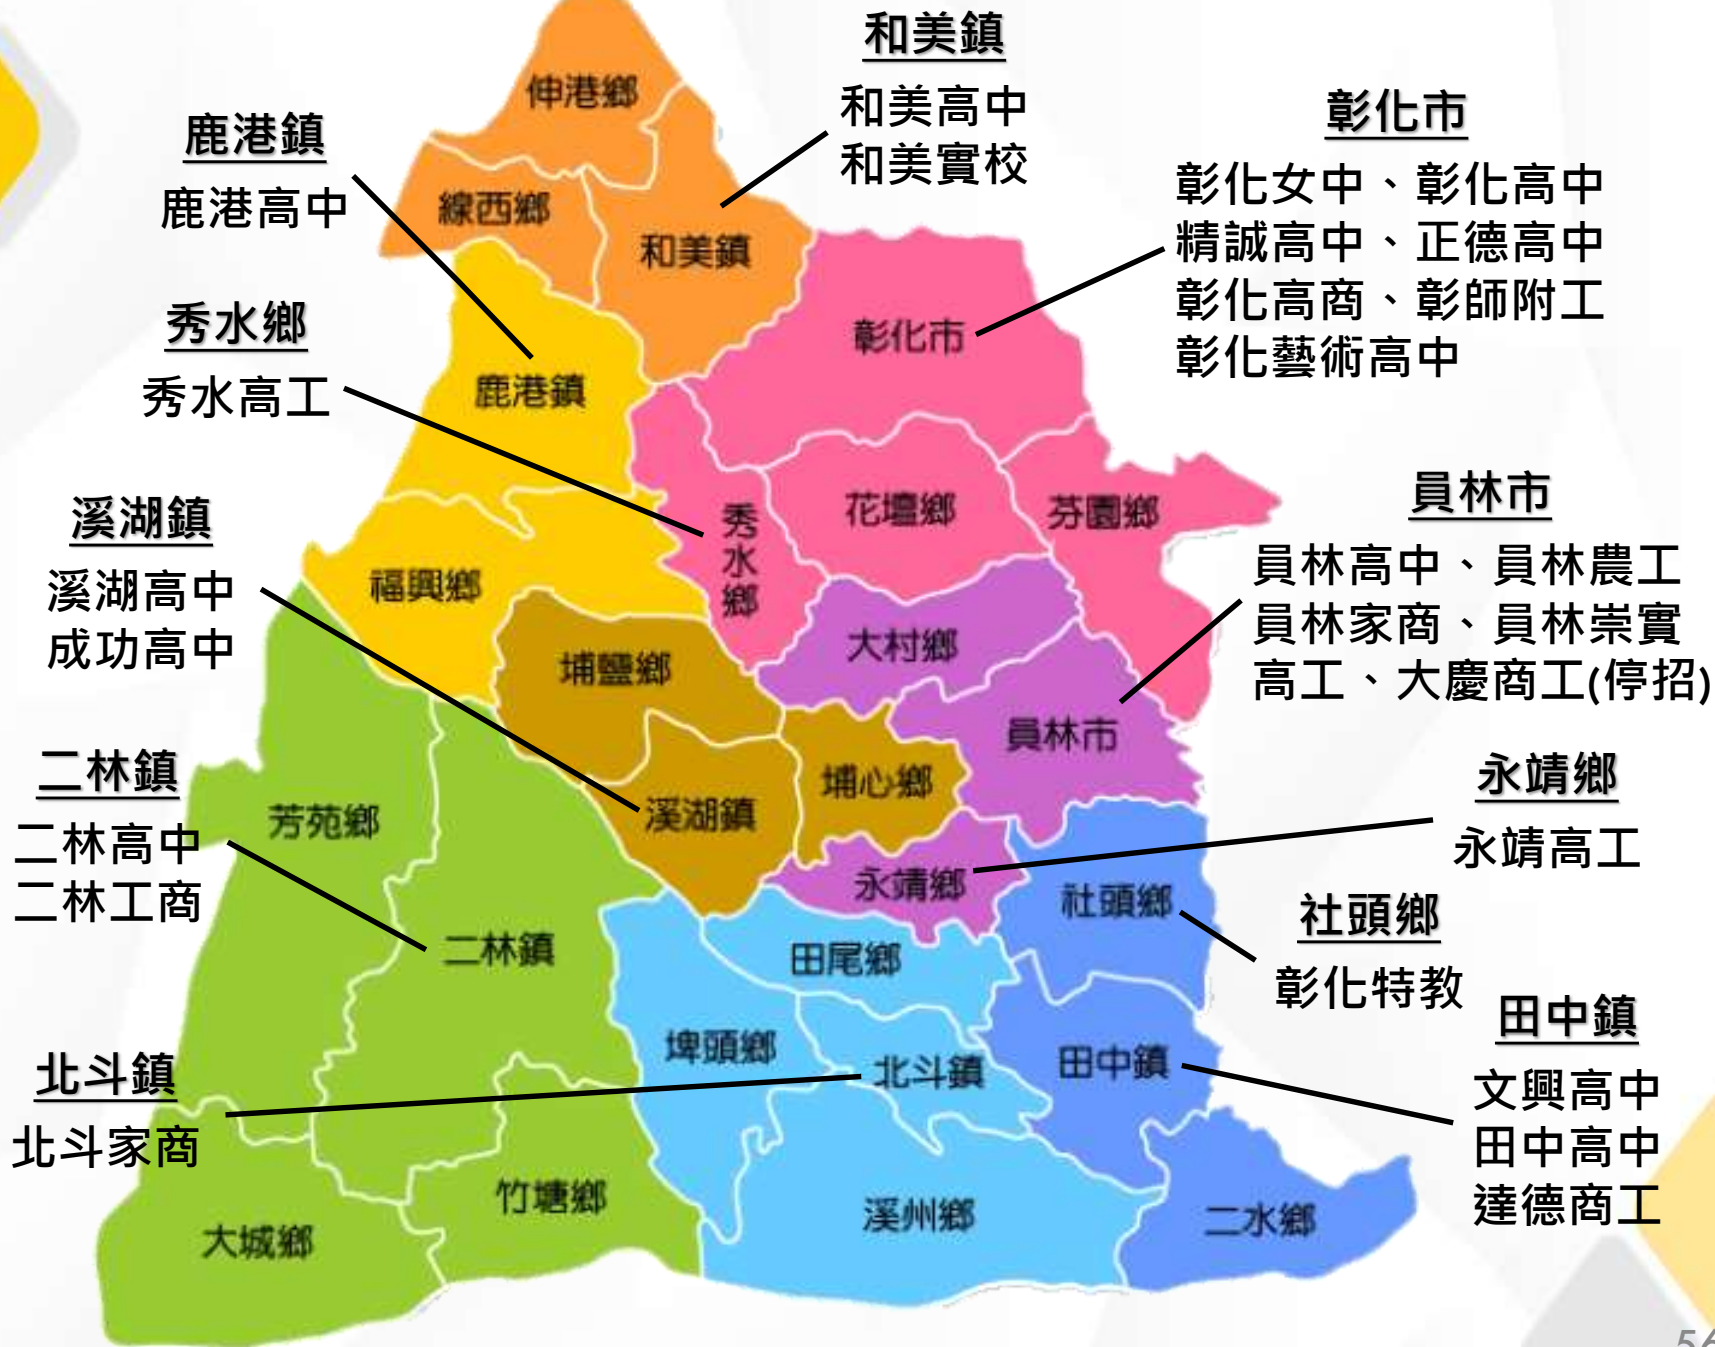 和美鎮
和美高中
和美實校
鹿港鎮
鹿港高中
彰化市
彰化女中、彰化高中
精誠高中、正德高中
彰化高商、彰師附工
彰化藝術高中
秀水鄉
秀水高工
溪湖鎮
溪湖高中
成功高中
員林市
員林高中、員林農工
員林家商、員林崇實
高工、大慶商工(停招)
二林鎮
二林高中
二林工商
永靖鄉
永靖高工
社頭鄉
彰化特教
田中鎮
文興高中
田中高中
達德商工
北斗鎮
北斗家商
伸港鄉
線西鄉
和美鎮
彰化市
鹿港鎮
秀水鄉
花壇鄉
芬園鄉
福興鄉
大村鄉
埔鹽鄉
員林市
埔心鄉
溪湖鎮
芳苑鄉
永靖鄉
社頭鄉
二林鎮
田尾鄉
埤頭鄉
北斗鎮
田中鎮
竹塘鄉
溪州鄉
二水鄉
大城鄉
56